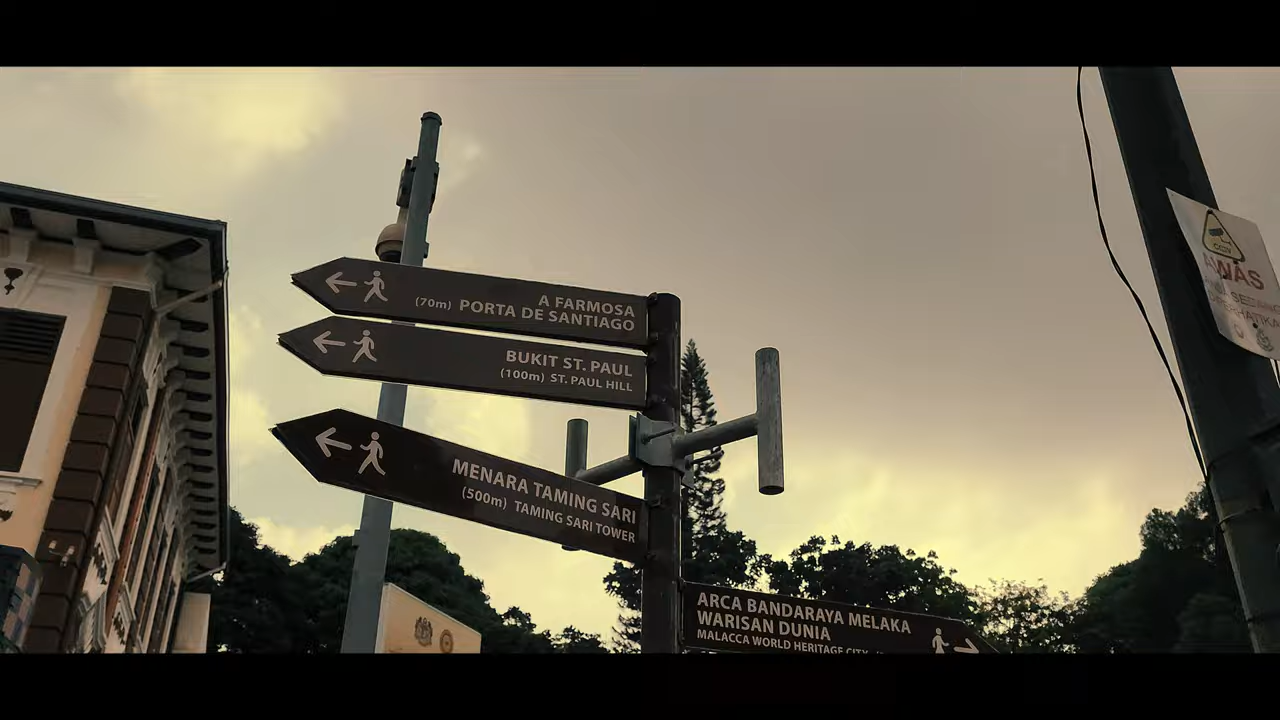 A FARMOSA
(70m) PORTA DE SANTIAGO
BUKIT ST. PAUL
(100m) ST. PAUL HILL
MENARA TAMING SARI
(500m) TAMING SARI TOWER
ARCA BANDARAYA MELAKA
WARISAN DUNIA
MALACCA WORLD HERITAGE CITY
CCTV
AWAS